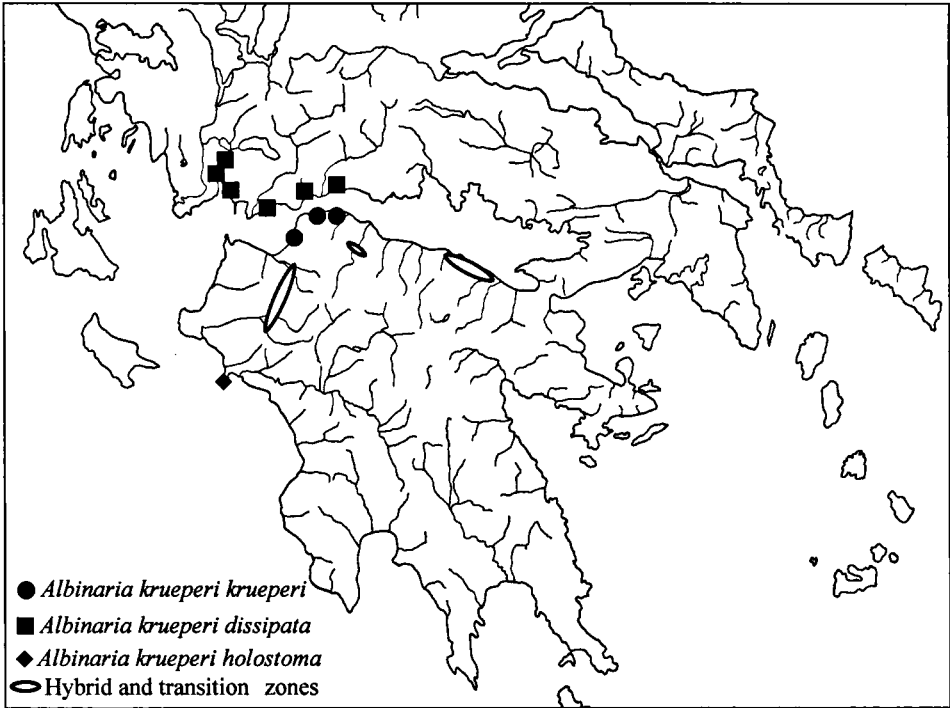 Albinaria krueperi krueperi
Albinaria krueperi dissipata
Albinaria krueperi holostoma
Hybrid and transition zones